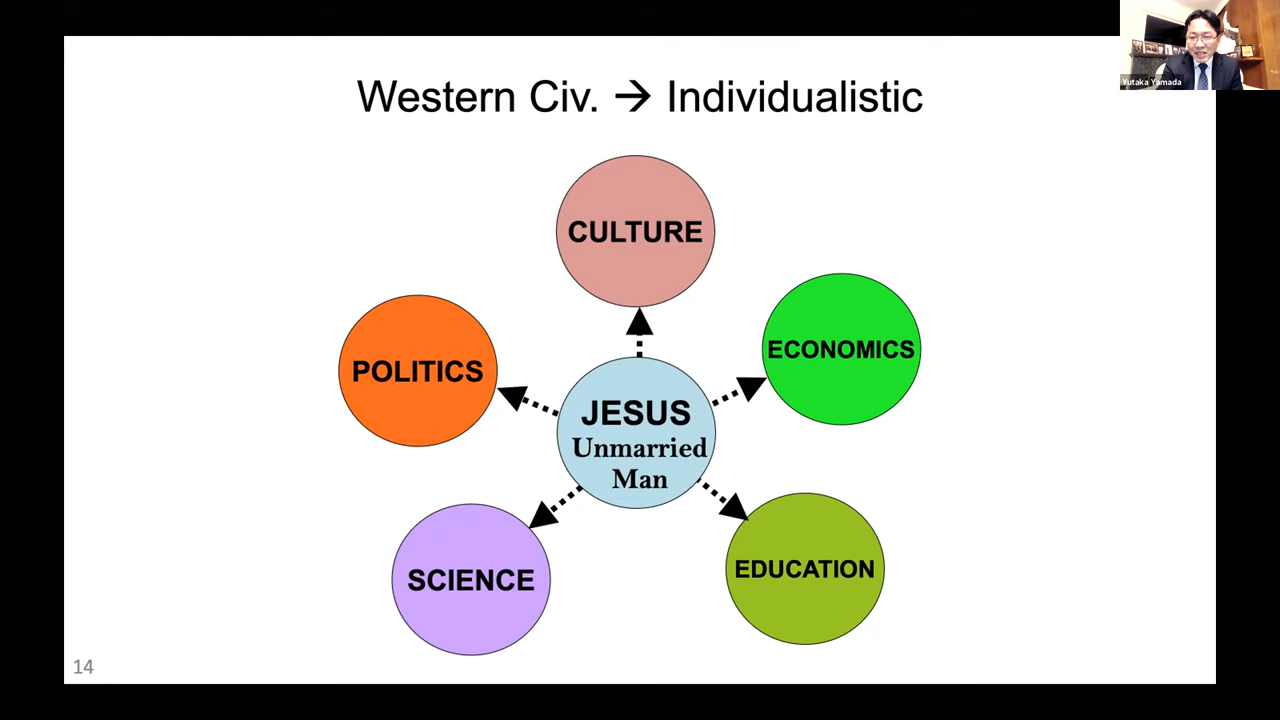 Yutaka Yamada
Western Civ. → Individualistic
CULTURE
ECONOMICS
POLITICS
JESUS
Unmarried
Man
EDUCATION
SCIENCE
14